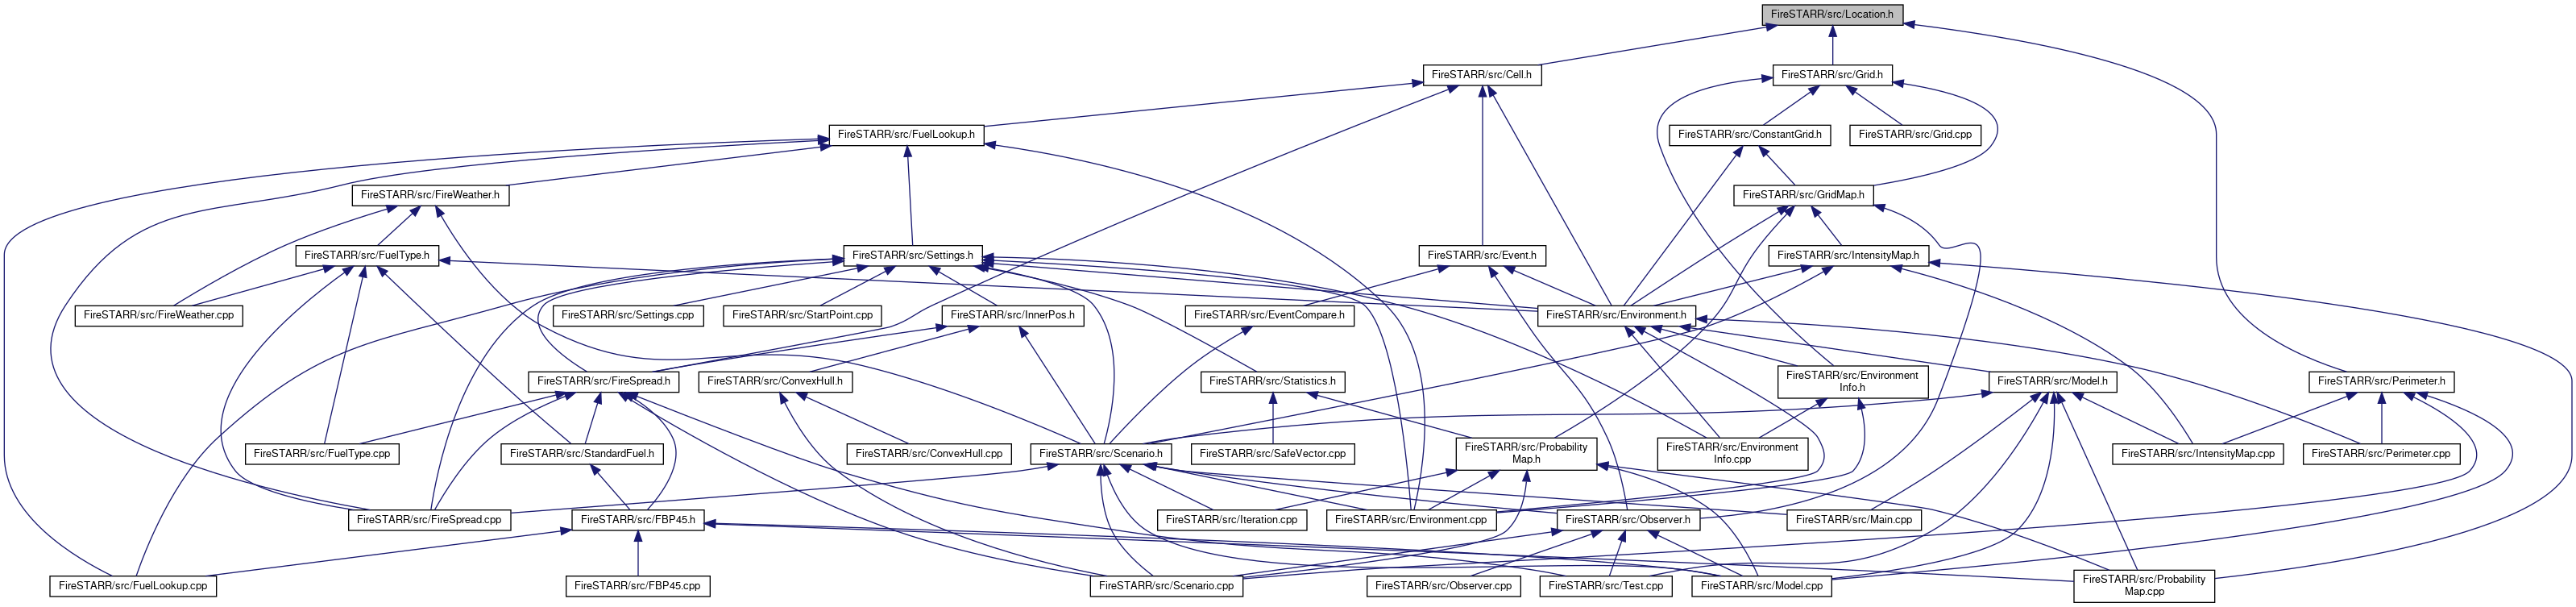 FireSTARR/src/Location.h
FireSTARR/src/Cell.h
FireSTARR/src/Grid.h
FireSTARR/src/FuelLookup.h
FireSTARR/src/ConstantGrid.h
FireSTARR/src/Grid.cpp
FireSTARR/src/FireWeather.h
FireSTARR/src/GridMap.h
FireSTARR/src/FuelType.h
FireSTARR/src/Settings.h
FireSTARR/src/Event.h
FireSTARR/src/IntensityMap.h
FireSTARR/src/FireWeather.cpp
FireSTARR/src/Settings.cpp
FireSTARR/src/StartPoint.cpp
FireSTARR/src/InnerPos.h
FireSTARR/src/EventCompare.h
FireSTARR/src/Environment.h
FireSTARR/src/FireSpread.h
FireSTARR/src/ConvexHull.h
FireSTARR/src/Statistics.h
FireSTARR/src/Environment
Info.h
FireSTARR/src/Model.h
FireSTARR/src/Perimeter.h
FireSTARR/src/FuelType.cpp
FireSTARR/src/StandardFuel.h
FireSTARR/src/ConvexHull.cpp
FireSTARR/src/Scenario.h
FireSTARR/src/SafeVector.cpp
FireSTARR/src/Probability
Map.h
FireSTARR/src/Environment
Info.cpp
FireSTARR/src/IntensityMap.cpp
FireSTARR/src/Perimeter.cpp
FireSTARR/src/FireSpread.cpp
FireSTARR/src/FBP45.h
FireSTARR/src/Iteration.cpp
FireSTARR/src/Environment.cpp
FireSTARR/src/Observer.h
FireSTARR/src/Main.cpp
FireSTARR/src/FuelLookup.cpp
FireSTARR/src/FBP45.cpp
FireSTARR/src/Scenario.cpp
FireSTARR/src/Observer.cpp
FireSTARR/src/Test.cpp
FireSTARR/src/Model.cpp
FireSTARR/src/Probability
Map.cpp